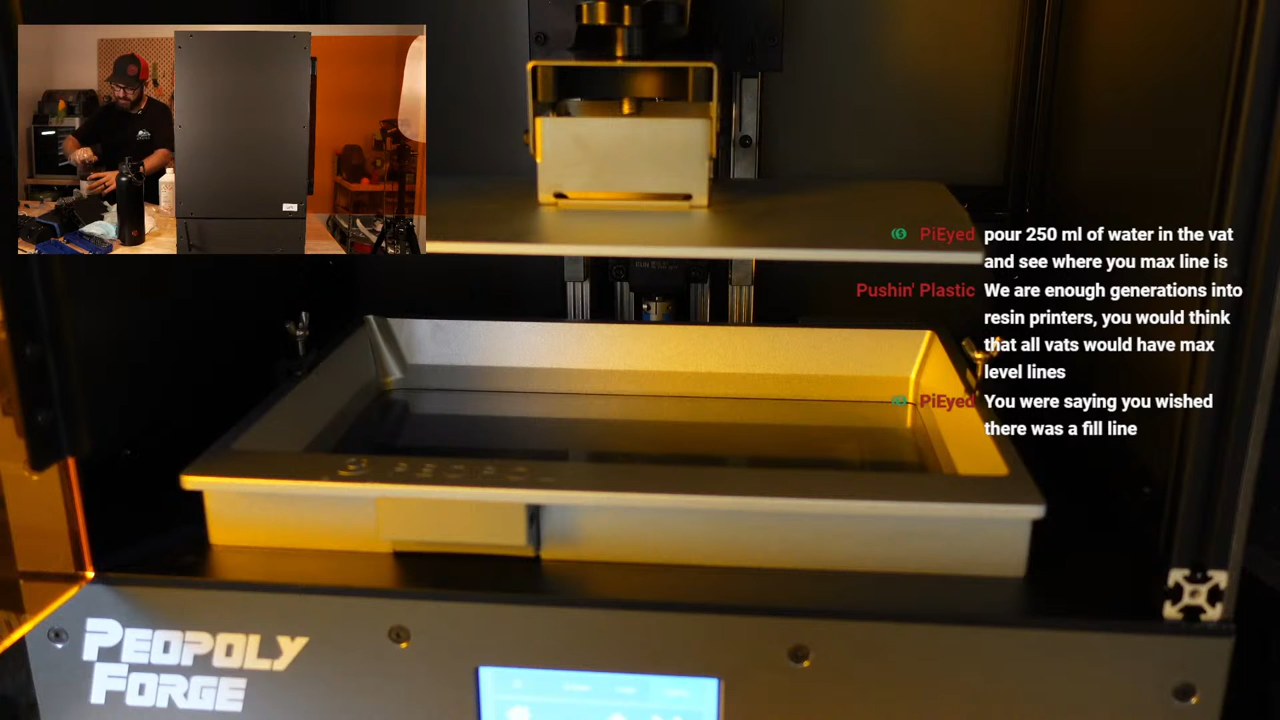 PiEyed pour 250 ml of water in the vat
and see where you max line is
Pushin' Plastic We are enough generations into
resin printers, you would think
that all vats would have max
level lines
PiEyed You were saying you wished
there was a fill line
PEOPOLY
FORGE